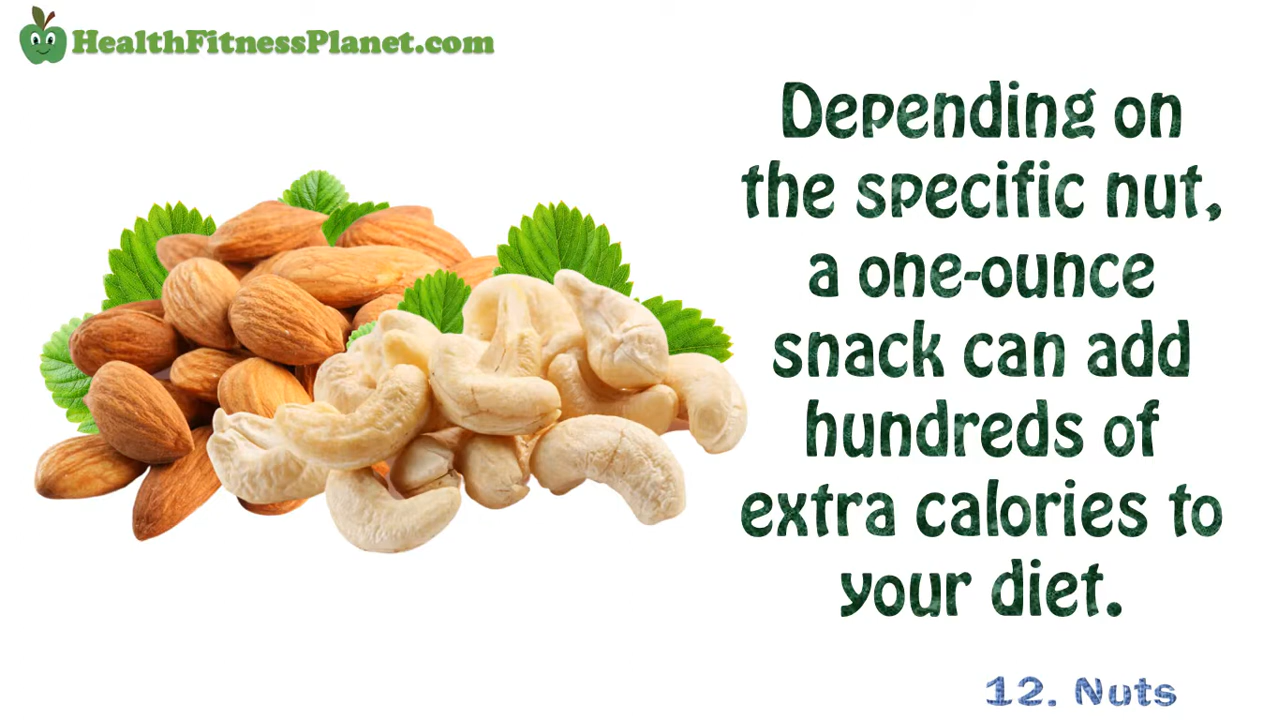 HealthFitnessPlanet.com
Depending on
the specific nut,
a one-ounce
snack can add
hundreds of
extra calories to
your diet.
12. Nuts